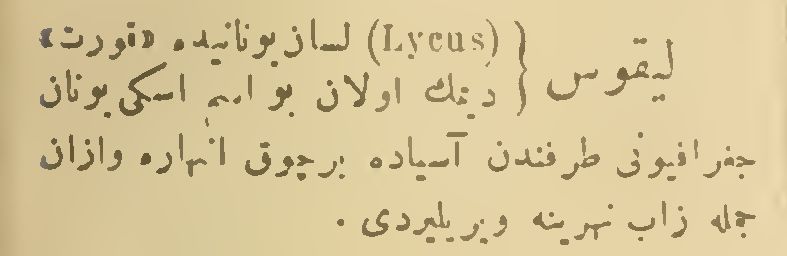 ليقوس { (Lycus) لسان يونانيده «قورت»
ديمك اولان بو اسم اسكى يونان
جغرافيونى طرفندن آسياده برچوق انهاره وازان
جمله زاب نهرينه ويريليردى .